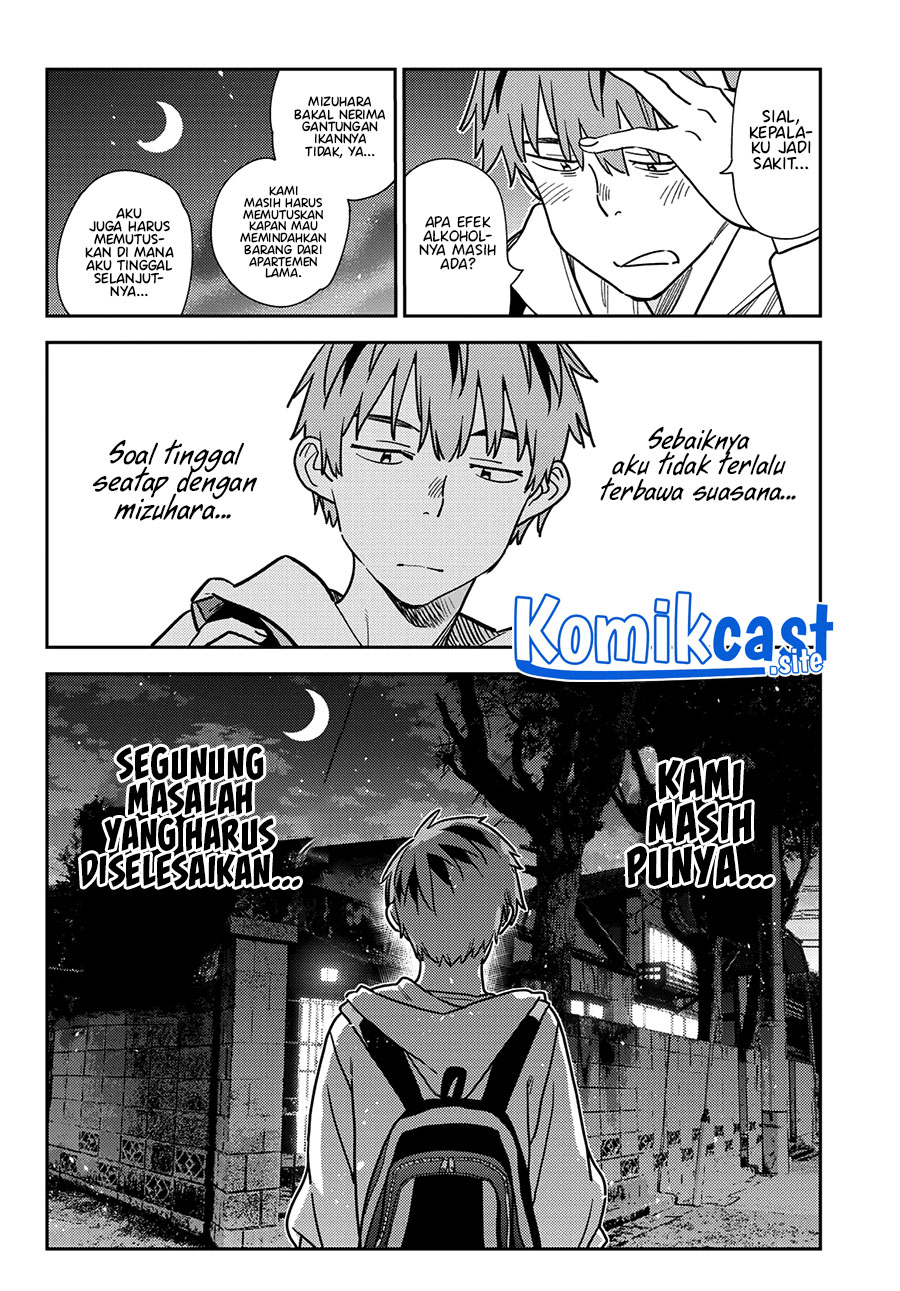 SIAL,
KEPALA-
KU JADI
SAKIT...
APA EFEK
ALKOHOL-
NYA MASIH
ADA?
MIZUHARA
BAKAL NERIMA
GANTUNGAN
IKANNYA
TIDAK, YA...
KAMI
MASIH HARUS
MEMUTUSKAN
KAPAN MAU
MEMINDAHKAN
BARANG DARI
APARTEMEN
LAMA.
AKU
JUGA HARUS
MEMUTUS-
KAN DI MANA
AKU TINGGAL
SELANJUT-
NYA...
Sebaiknya
aku tidak terlalu
terbawa suasana...
Soal tinggal
seatap dengan
mizuhara...
Komikcast
.site
KAMI
MASIH
PUNYA...
SEGUNUNG
MASALAH
YANG HARUS
DISELESAIKAN...